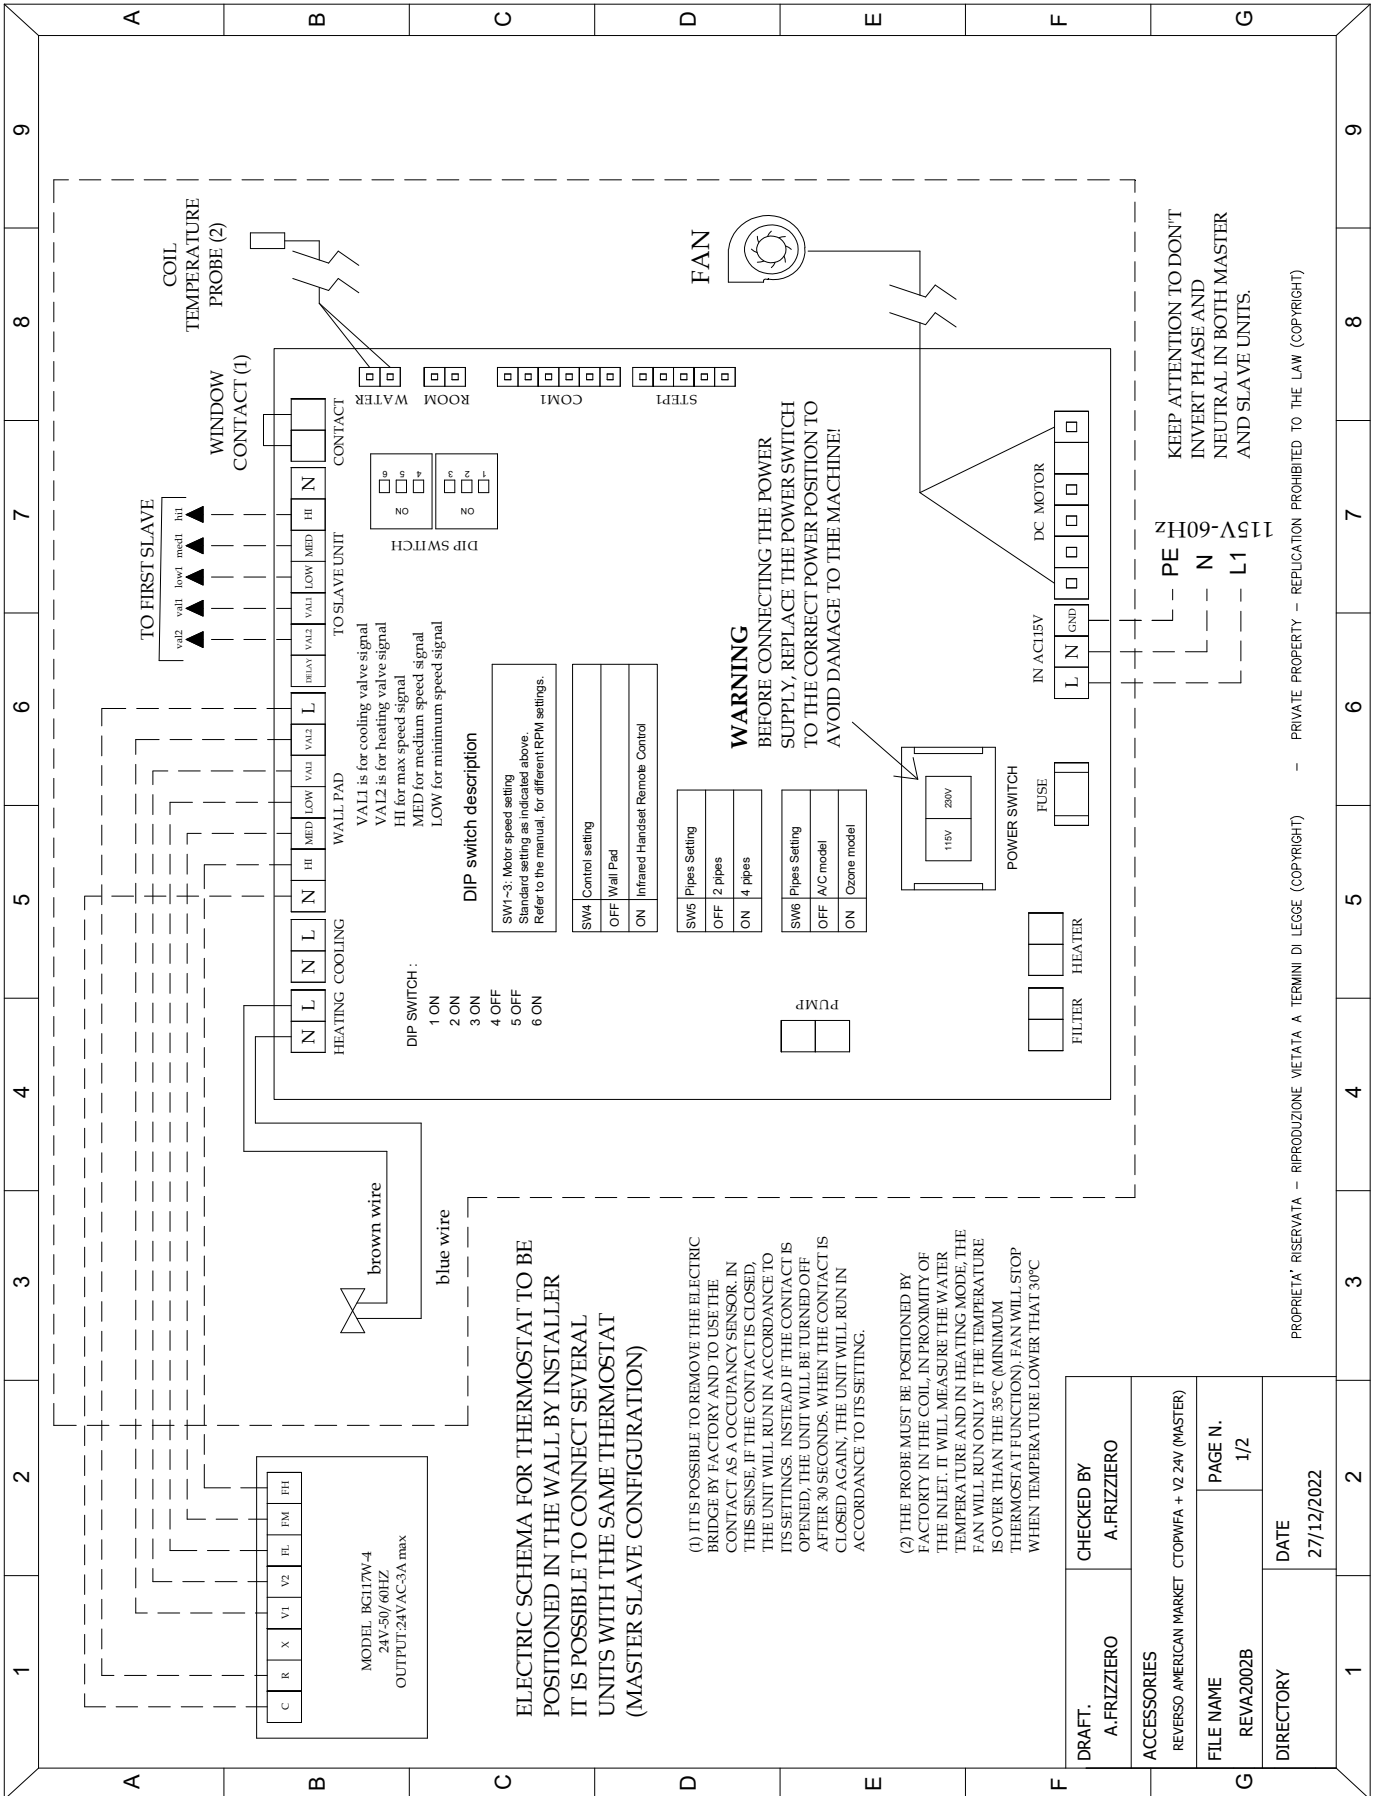 A
B
C
D
E
F
G
9
8
7
6
5
4
3
2
1
9
8
7
6
5
4
3
2
1
A
B
C
D
E
F
G
C
R
X
V1
V2
FL
FM
FH
MODEL BG117W-4
24V-50/60HZ
OUTPUT:24VAC-3A max
brown wire
blue wire
TO FIRST SLAVE
val2
val1
low1
med1
hi1
WINDOW
CONTACT (1)
COIL
TEMPERATURE
PROBE (2)
N
L
N
L
HEATING
COOLING
N
HI
MED
LOW
VAL1
VAL2
L
WALL PAD
DELAY
VAL2
VAL1
LOW
MED
HI
N
TO SLAVE UNIT
CONTACT
VAL1 is for cooling valve signal
VAL2 is for heating valve signal
HI for max speed signal
MED for medium speed signal
LOW for minimum speed signal
WATER
ROOM
COM1
STEP1
DIP SWITCH
ON
1
2
3
ON
4
5
6
DIP SWITCH :
1 ON
2 ON
3 ON
4 OFF
5 OFF
6 ON
DIP switch description
SW1~3: Motor speed setting
Standard setting as indicated above.
Refer to the manual, for different RPM settings.
SW4 Control setting
OFF Wall Pad
ON Infrared Handset Remote Control
SW5 Pipes Setting
OFF 2 pipes
ON 4 pipes
SW6 Pipes Setting
OFF A/C model
ON Ozone model
WARNING
BEFORE CONNECTING THE POWER
SUPPLY, REPLACE THE POWER SWITCH
TO THE CORRECT POWER POSITION TO
AVOID DAMAGE TO THE MACHINE!
FAN
PUMP
115V
230V
POWER SWITCH
FILTER
HEATER
FUSE
IN AC115V
L
N
GND
DC MOTOR
PE
N
L1
115V-60Hz
KEEP ATTENTION TO DON'T
INVERT PHASE AND
NEUTRAL IN BOTH MASTER
AND SLAVE UNITS.
ELECTRIC SCHEMA FOR THERMOSTAT TO BE
POSITIONED IN THE WALL BY INSTALLER
IT IS POSSIBLE TO CONNECT SEVERAL
UNITS WITH THE SAME THERMOSTAT
(MASTER SLAVE CONFIGURATION)
(1) IT IS POSSIBLE TO REMOVE THE ELECTRIC
BRIDGE BY FACTORY AND TO USE THE
CONTACT AS A OCCUPANCY SENSOR. IN
THIS SENSE, IF THE CONTACT IS CLOSED,
THE UNIT WILL RUN IN ACCORDANCE TO
ITS SETTINGS. INSTEAD IF THE CONTACT IS
OPENED, THE UNIT WILL BE TURNED OFF
AFTER 30 SECONDS. WHEN THE CONTACT IS
CLOSED AGAIN, THE UNIT WILL RUN IN
ACCORDANCE TO ITS SETTING.
(2) THE PROBE MUST BE POSITIONED BY
FACTORTY IN THE COIL, IN PROXIMITY OF
THE INLET. IT WILL MEASURE THE WATER
TEMPERATURE AND IN HEATING MODE, THE
FAN WILL RUN ONLY IF THE TEMPERATURE
IS OVER THAN THE 35°C (MINIMUM
THERMOSTAT FUNCTION). FAN WILL STOP
WHEN TEMPERATURE LOWER THAT 30°C
DRAFT.
A.FRIZZIERO
CHECKED BY
A.FRIZZIERO
ACCESSORIES
REVERSO AMERICAN MARKET CTOPWFA + V2 24V (MASTER)
FILE NAME
REVA2002B
PAGE N.
1/2
DIRECTORY
DATE
27/12/2022
PROPRIETA' RISERVATA – RIPRODUZIONE VIETATA A TERMINI DI LEGGE (COPYRIGHT) – PRIVATE PROPERTY – REPLICATION PROHIBITED TO THE LAW (COPYRIGHT)